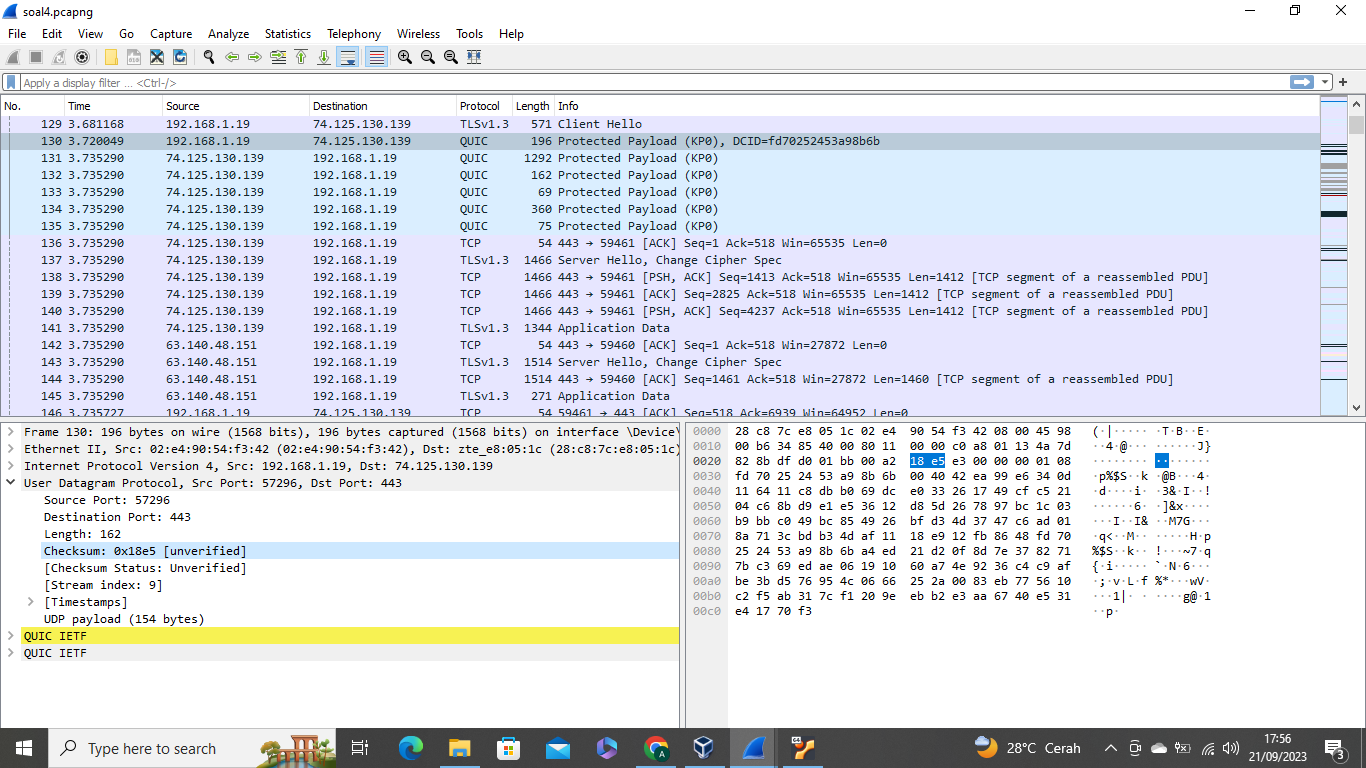 soal4.pcapng
File Edit View Go Capture Analyze Statistics Telephony Wireless Tools Help
Apply a display filter ... <Ctrl-/>
No. Time Source Destination Protocol Length Info
129 3.681168 192.168.1.19 74.125.130.139 TLSv1.3 571 Client Hello
130 3.720049 192.168.1.19 74.125.130.139 QUIC 196 Protected Payload (KP0), DCID=fd70252453a98b6b
131 3.735290 74.125.130.139 192.168.1.19 QUIC 1292 Protected Payload (KP0)
132 3.735290 74.125.130.139 192.168.1.19 QUIC 162 Protected Payload (KP0)
133 3.735290 74.125.130.139 192.168.1.19 QUIC 69 Protected Payload (KP0)
134 3.735290 74.125.130.139 192.168.1.19 QUIC 360 Protected Payload (KP0)
135 3.735290 74.125.130.139 192.168.1.19 QUIC 75 Protected Payload (KP0)
136 3.735290 74.125.130.139 192.168.1.19 TCP 54 443 → 59461 [ACK] Seq=1 Ack=518 Win=65535 Len=0
137 3.735290 74.125.130.139 192.168.1.19 TLSv1.3 1466 Server Hello, Change Cipher Spec
138 3.735290 74.125.130.139 192.168.1.19 TCP 1466 443 → 59461 [PSH, ACK] Seq=1413 Ack=518 Win=65535 Len=1412 [TCP segment of a reassembled PDU]
139 3.735290 74.125.130.139 192.168.1.19 TCP 1466 443 → 59461 [ACK] Seq=2825 Ack=518 Win=65535 Len=1412 [TCP segment of a reassembled PDU]
140 3.735290 74.125.130.139 192.168.1.19 TCP 1466 443 → 59461 [PSH, ACK] Seq=4237 Ack=518 Win=65535 Len=1412 [TCP segment of a reassembled PDU]
141 3.735290 74.125.130.139 192.168.1.19 TLSv1.3 1344 Application Data
142 3.735290 63.140.48.151 192.168.1.19 TCP 54 443 → 59460 [ACK] Seq=1 Ack=518 Win=27872 Len=0
143 3.735290 63.140.48.151 192.168.1.19 TLSv1.3 1514 Server Hello, Change Cipher Spec
144 3.735290 63.140.48.151 192.168.1.19 TCP 1514 443 → 59460 [ACK] Seq=1461 Ack=518 Win=27872 Len=1460 [TCP segment of a reassembled PDU]
145 3.735290 63.140.48.151 192.168.1.19 TLSv1.3 271 Application Data
146 3.735727 192.168.1.19 74.125.130.139 TCP 54 59461 → 443 [ACK] Seq=518 Ack=6939 Win=64952 Len=0
Frame 130: 196 bytes on wire (1568 bits), 196 bytes captured (1568 bits) on interface \Device\
Ethernet II, Src: 02:e4:90:54:f3:42 (02:e4:90:54:f3:42), Dst: zte_e8:05:1c (28:c8:7c:e8:05:1c)
Internet Protocol Version 4, Src: 192.168.1.19, Dst: 74.125.130.139
User Datagram Protocol, Src Port: 57296, Dst Port: 443
Source Port: 57296
Destination Port: 443
Length: 162
Checksum: 0x18e5 [unverified]
[Checksum Status: Unverified]
[Stream index: 9]
[Timestamps]
UDP payload (154 bytes)
QUIC IETF
QUIC IETF
0000 28 c8 7c e8 05 1c 02 e4 90 54 f3 42 08 00 45 98 (·|····· ·T·B··E·
0010 00 b6 34 85 40 00 80 11 00 00 c0 a8 01 13 4a 7d ··4·@··· ······J}
0020 82 8b df d0 01 bb 00 a2 18 e5 e3 00 00 00 01 08 ········ ········
0030 fd 70 25 24 53 a9 8b 6b 00 40 42 ea 99 e6 34 0d ·p%$S··k ·@B···4·
0040 11 64 11 c8 db b0 69 dc e0 33 26 17 49 cf c5 21 ·d····i· ·3&·I··!
0050 04 c6 8b d9 e1 e5 36 12 d8 5d 26 78 97 bc 1c 03 ······6· ·]&x····
0060 b9 bb c0 49 bc 85 49 26 bf d3 4d 37 47 c6 ad 01 ···I··I& ··M7G···
0070 8a 71 3c bd b3 4d af 11 18 e9 12 fb 86 48 fd 70 ·q<··M·· ·····H·p
0080 25 24 53 a9 8b 6b a4 ed 21 d2 0f 8d 7e 37 82 71 %$S··k·· !···~7·q
0090 7b c3 69 ed ae 06 19 10 60 a7 4e 92 36 c4 c9 af {·i····· `·N·6···
00a0 be 3b d5 76 95 4c 06 66 25 2a 00 83 eb 77 56 10 ·;·v·L·f %*···wV·
00b0 c2 f5 ab 31 7c f1 20 9e eb b2 e3 aa 67 40 e5 31 ···1|· · ····g@·1
00c0 e4 17 70 f3 ··p·
Type here to search
28°C Cerah
17:56
21/09/2023
3